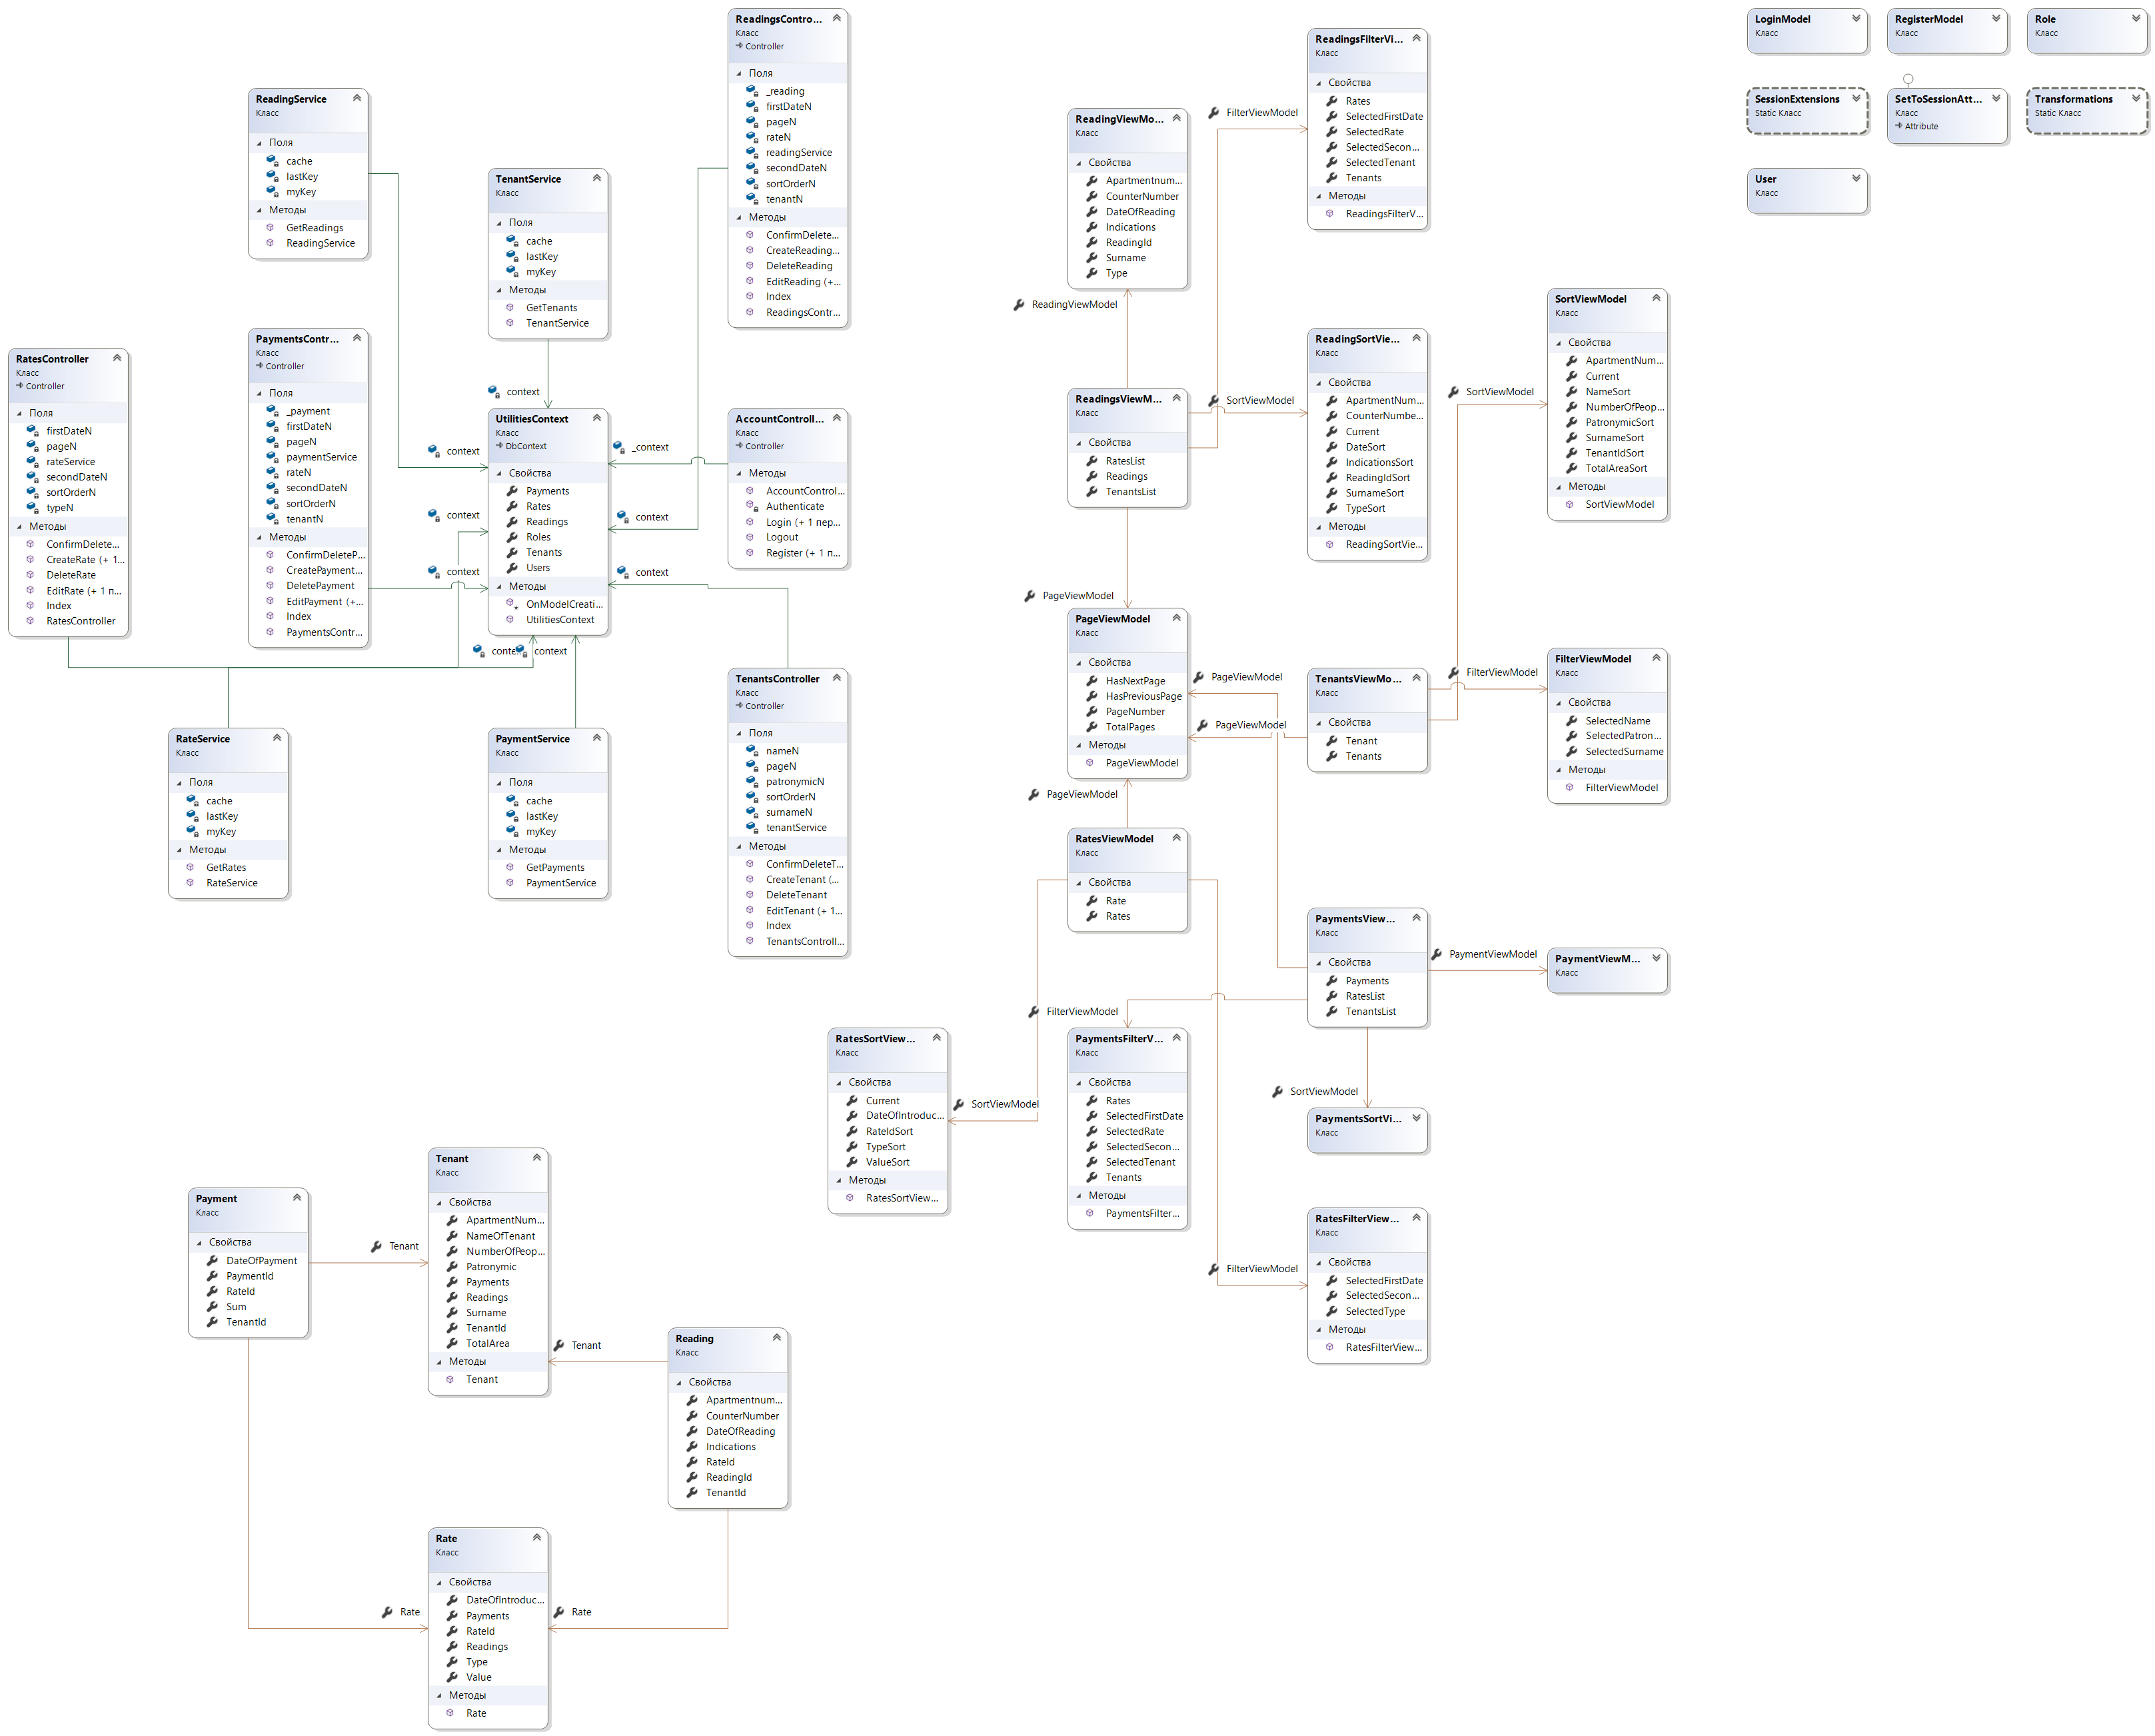 ReadingsContro...
Класс
Controller
Поля
_reading
firstDateN
pageN
rateN
readingService
secondDateN
sortOrderN
tenantN
Методы
ConfirmDelete...
CreateReading...
DeleteReading
EditReading (+...
Index
ReadingsContr...
ReadingService
Класс
Поля
cache
lastKey
myKey
Методы
GetReadings
ReadingService
TenantService
Класс
Поля
cache
lastKey
myKey
Методы
GetTenants
TenantService
RatesController
Класс
Controller
Поля
firstDateN
pageN
rateService
secondDateN
sortOrderN
typeN
Методы
ConfirmDelete...
CreateRate (+ 1...
DeleteRate
EditRate (+ 1 п...
Index
RatesController
PaymentsContr...
Класс
Controller
Поля
_payment
firstDateN
pageN
paymentService
rateN
secondDateN
sortOrderN
tenantN
Методы
ConfirmDeleteP...
CreatePayment...
DeletePayment
EditPayment (+...
Index
PaymentsContr...
context
context
context
context
UtilitiesContext
Класс
DbContext
Свойства
Payments
Rates
Readings
Roles
Tenants
Users
Методы
OnModelCreati...
UtilitiesContext
_context
context
context
conte
context
AccountControll...
Класс
Controller
Методы
AccountControl...
Authenticate
Login (+ 1 пер...
Logout
Register (+ 1 п...
RateService
Класс
Поля
cache
lastKey
myKey
Методы
GetRates
RateService
PaymentService
Класс
Поля
cache
lastKey
myKey
Методы
GetPayments
PaymentService
TenantsController
Класс
Controller
Поля
nameN
pageN
patronymicN
sortOrderN
surnameN
tenantService
Методы
ConfirmDeleteT...
CreateTenant (...
DeleteTenant
EditTenant (+ 1...
Index
TenantsControll...
ReadingViewMo...
Класс
Свойства
Apartmentnum...
CounterNumber
DateOfReading
Indications
ReadingId
Surname
Type
FilterViewModel
ReadingsFilterVi...
Класс
Свойства
Rates
SelectedFirstDate
SelectedRate
SelectedSecon...
SelectedTenant
Tenants
Методы
ReadingsFilterV...
ReadingViewModel
ReadingsViewM...
Класс
Свойства
RatesList
Readings
TenantsList
SortViewModel
ReadingSortVie...
Класс
Свойства
ApartmentNum...
CounterNumbe...
Current
DateSort
IndicationsSort
ReadingIdSort
SurnameSort
TypeSort
Методы
ReadingSortVie...
SortViewModel
SortViewModel
Класс
Свойства
ApartmentNum...
Current
NameSort
NumberOfPeop...
PatronymicSort
SurnameSort
TenantIdSort
TotalAreaSort
Методы
SortViewModel
PageViewModel
PageViewModel
Класс
Свойства
HasNextPage
HasPreviousPage
PageNumber
TotalPages
Методы
PageViewModel
PageViewModel
PageViewModel
PageViewModel
TenantsViewMo...
Класс
Свойства
Tenant
Tenants
FilterViewModel
FilterViewModel
Класс
Свойства
SelectedName
SelectedPatron...
SelectedSurname
Методы
FilterViewModel
RatesViewModel
Класс
Свойства
Rate
Rates
PaymentsView...
Класс
Свойства
Payments
RatesList
TenantsList
PaymentViewModel
PaymentViewM...
Класс
FilterViewModel
RatesSortView...
Класс
Свойства
Current
DateOfIntroduc...
RateIdSort
TypeSort
ValueSort
Методы
RatesSortView...
SortViewModel
PaymentsFilterV...
Класс
Свойства
Rates
SelectedFirstDate
SelectedRate
SelectedSecon...
SelectedTenant
Tenants
Методы
PaymentsFilter...
SortViewModel
PaymentsSortVi...
Класс
FilterViewModel
RatesFilterView...
Класс
Свойства
SelectedFirstDate
SelectedSecon...
SelectedType
Методы
RatesFilterView...
LoginModel
Класс
RegisterModel
Класс
Role
Класс
SessionExtensions
Static Класс
SetToSessionAtt...
Класс
Attribute
Transformations
Static Класс
User
Класс
Payment
Класс
Свойства
DateOfPayment
PaymentId
RateId
Sum
TenantId
Tenant
Tenant
Класс
Свойства
ApartmentNum...
NameOfTenant
NumberOfPeop...
Patronymic
Payments
Readings
Surname
TenantId
TotalArea
Методы
Tenant
Tenant
Reading
Класс
Свойства
Apartmentnum...
CounterNumber
DateOfReading
Indications
RateId
ReadingId
TenantId
Rate
Rate
Rate
Класс
Свойства
DateOfIntroduc...
Payments
RateId
Readings
Type
Value
Методы
Rate